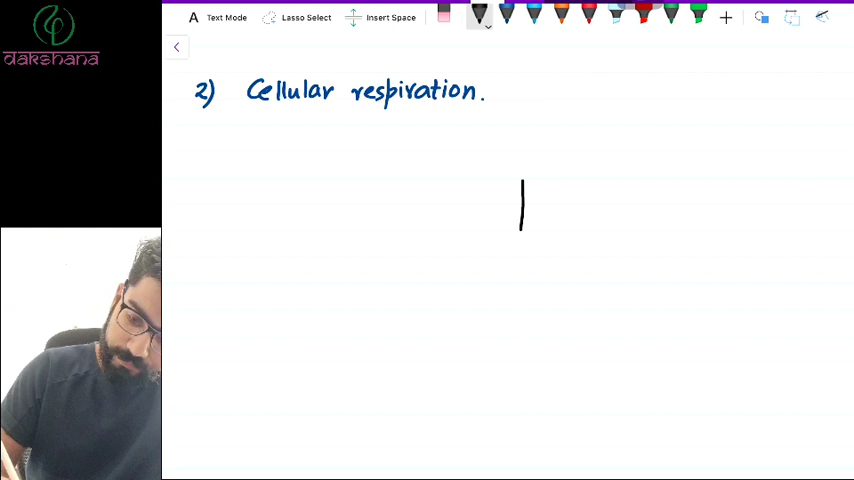 dakshana
A Text Mode Lasso Select Insert Space
2) Cellular respiration.